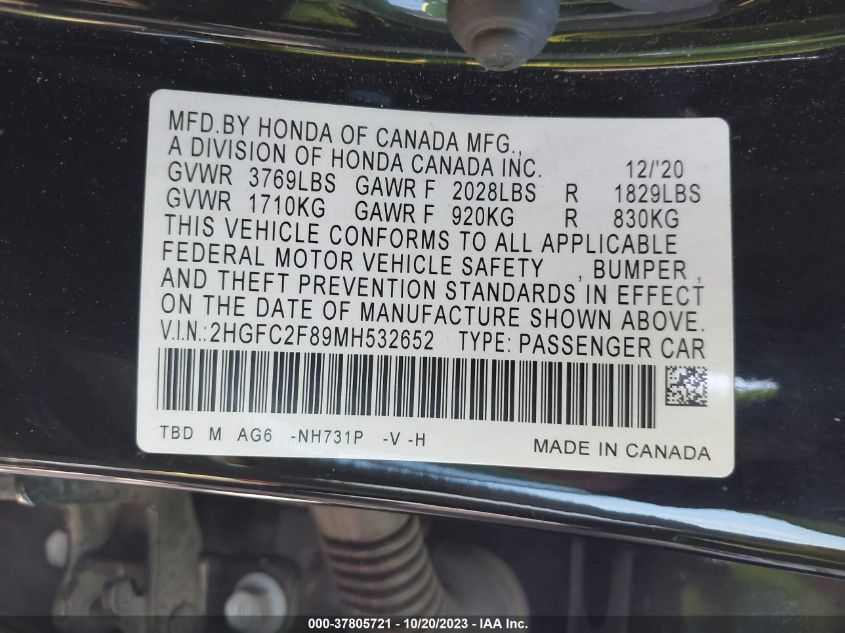 MFD.BY HONDA OF CANADA MFG.,
A DIVISION OF HONDA CANADA INC. 12/'20
GVWR 3769LBS GAWR F 2028LBS R 1829LBS
GVWR 1710KG GAWR F 920KG R 830KG
THIS VEHICLE CONFORMS TO ALL APPLICABLE
FEDERAL MOTOR VEHICLE SAFETY , BUMPER ,
AND THEFT PREVENTION STANDARDS IN EFFECT
ON THE DATE OF MANUFACTURE SHOWN ABOVE.
V.I.N.:2HGFC2F89MH532652 TYPE: PASSENGER CAR
TBD M AG6 -NH731P -V -H MADE IN CANADA
000-37805721 - 10/20/2023 - IAA Inc.